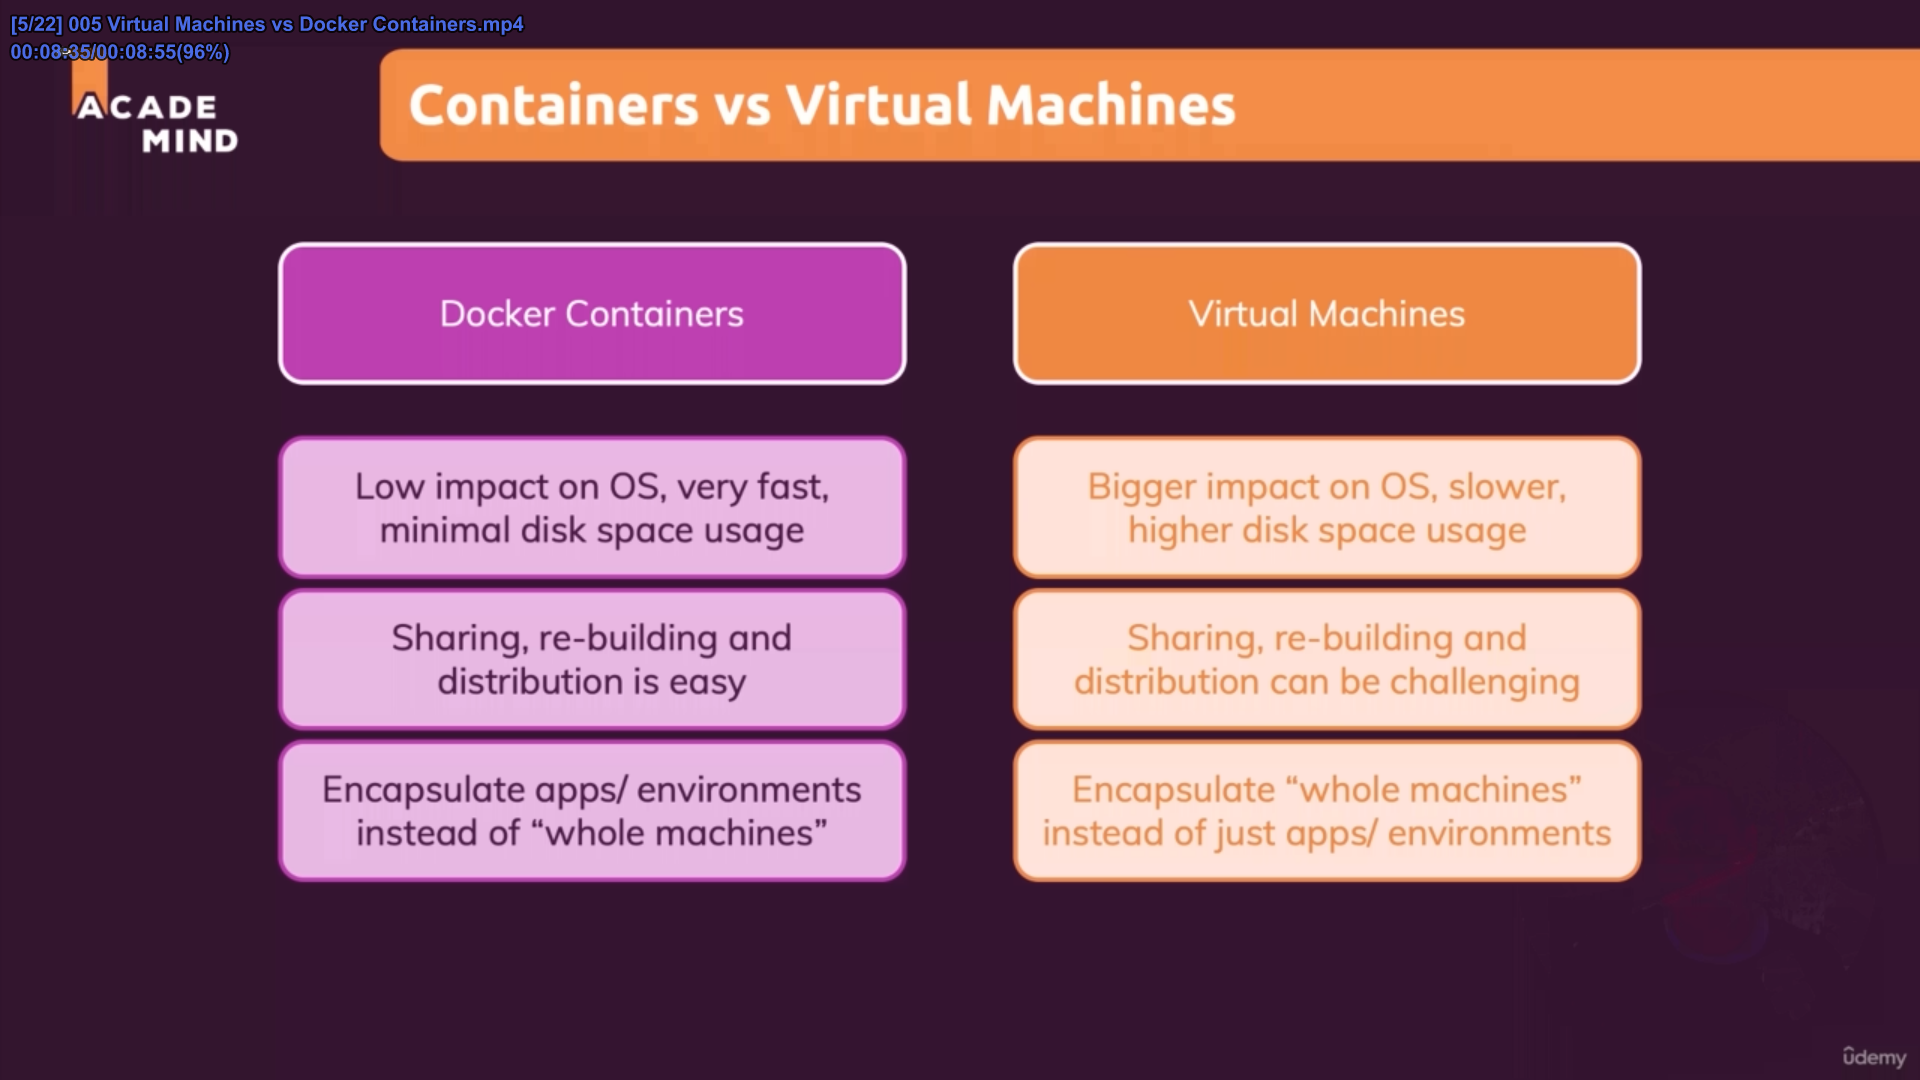 [5/22] 005 Virtual Machines vs Docker Containers.mp4
00:08:35/00:08:55(96%)
ACADE
MIND
Containers vs Virtual Machines
Docker Containers
Virtual Machines
Low impact on OS, very fast,
minimal disk space usage
Bigger impact on OS, slower,
higher disk space usage
Sharing, re-building and
distribution is easy
Sharing, re-building and
distribution can be challenging
Encapsulate apps/ environments
instead of “whole machines”
Encapsulate “whole machines”
instead of just apps/ environments
ûdemy